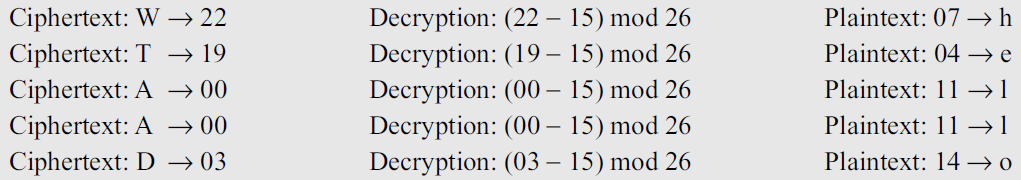 Ciphertext: W → 22 Decryption: (22 – 15) mod 26 Plaintext: 07 → h
Ciphertext: T → 19 Decryption: (19 – 15) mod 26 Plaintext: 04 → e
Ciphertext: A → 00 Decryption: (00 – 15) mod 26 Plaintext: 11 → l
Ciphertext: A → 00 Decryption: (00 – 15) mod 26 Plaintext: 11 → l
Ciphertext: D → 03 Decryption: (03 – 15) mod 26 Plaintext: 14 → o